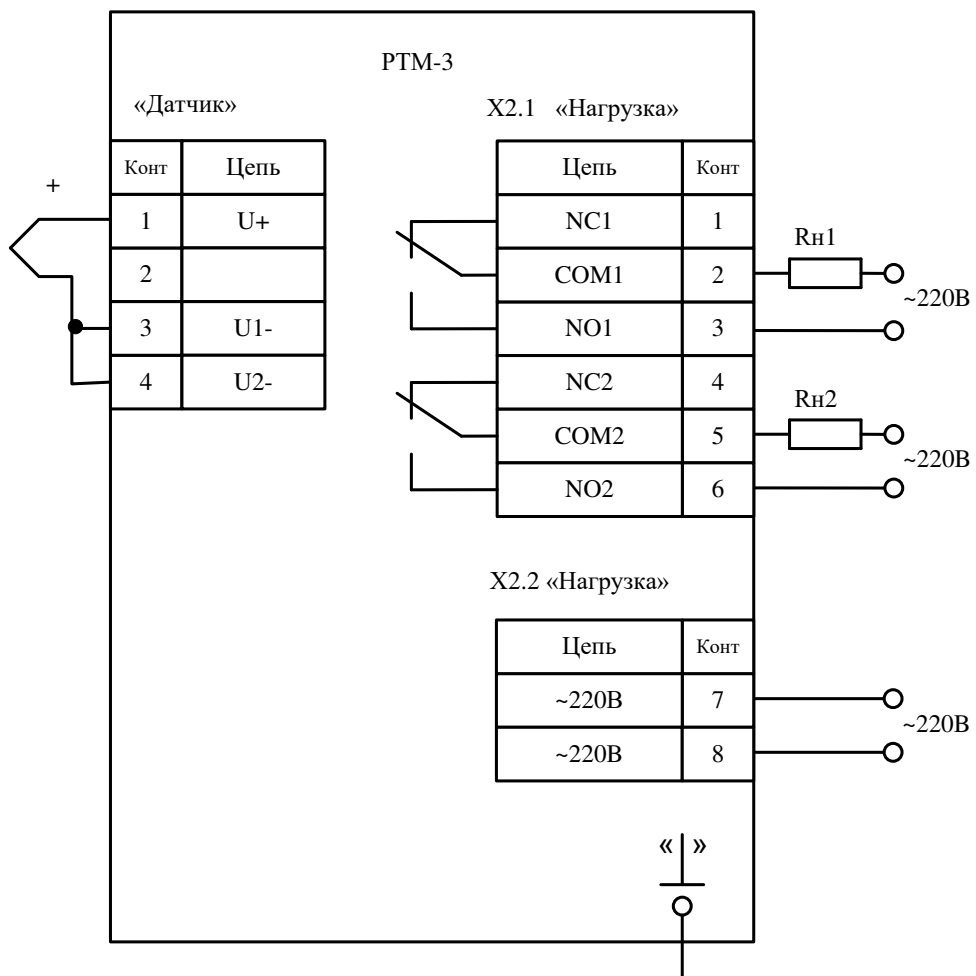 РТМ-3
«Датчик»
Конт Цепь
+
1 U+
2
3 U1-
4 U2-
X2.1 «Нагрузка»
Цепь Конт
NC1 1
COM1 2
NO1 3
NC2 4
COM2 5
NO2 6
Rн1
~220В
Rн2
~220В
X2.2 «Нагрузка»
Цепь Конт
~220В 7
~220В 8
~220В
« »